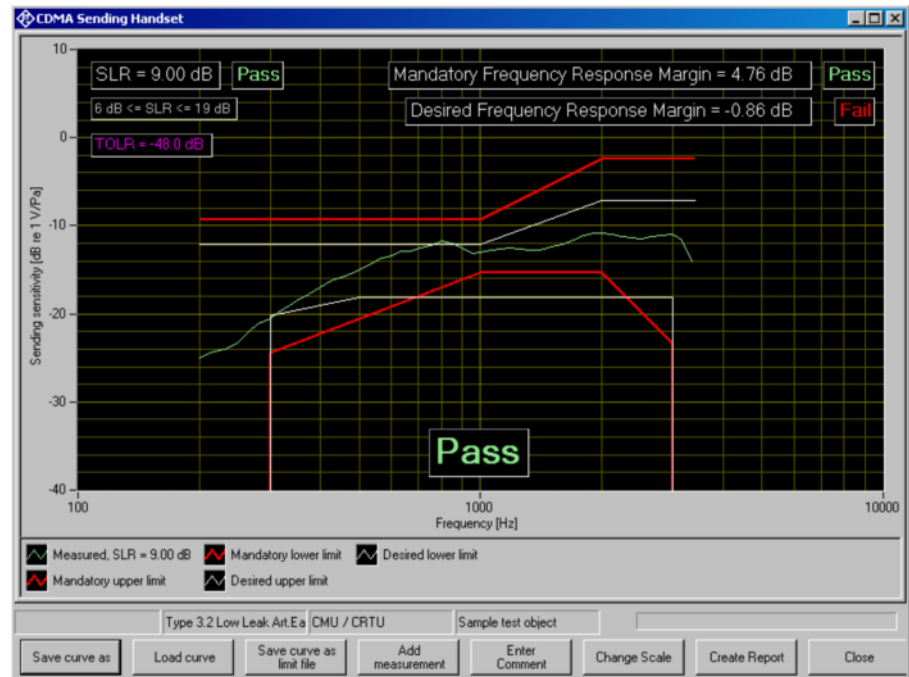 CDMA Sending Handset
10
SLR = 9.00 dB Pass Mandatory Frequency Response Margin = 4.76 dB Pass
6 dB <= SLR <= 19 dB Desired Frequency Response Margin = -0.86 dB Fail
0
TOLR = -48.0 dB
-10
-20
-30
-40
Sending sensitivity [dB re 1 V/Pa]
Pass
100 1000 10000
Frequency [Hz]
Measured, SLR = 9.00 dB Mandatory lower limit Desired lower limit
Mandatory upper limit Desired upper limit
Type 3.2 Low Leak Art.Ea CMU / CRTU Sample test object
Save curve as Load curve Save curve as limit file Add measurement Enter Comment Change Scale Create Report Close